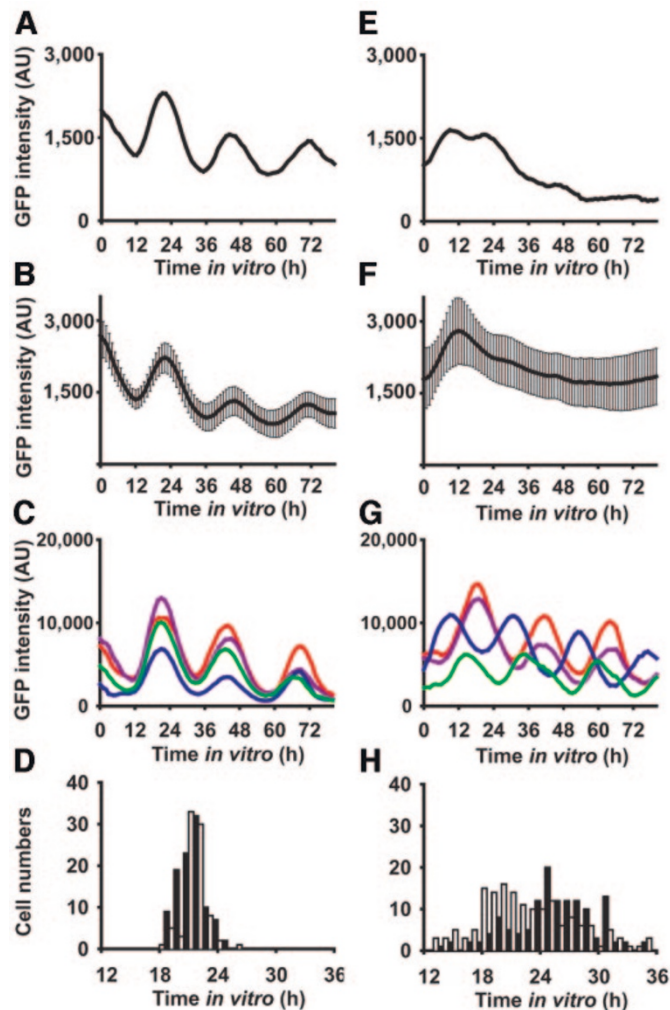 A
GFP intensity (AU)
3,000
1,500
0
0 12 24 36 48 60 72
Time in vitro (h)
E
3,000
1,500
0
0 12 24 36 48 60 72
Time in vitro (h)
B
GFP intensity (AU)
3,000
1,500
0 12 24 36 48 60 72
Time in vitro (h)
F
3,000
1,500
0 12 24 36 48 60 72
Time in vitro (h)
C
GFP intensity (AU)
20,000
10,000
0
0 12 24 36 48 60 72
Time in vitro (h)
G
20,000
10,000
0
0 12 24 36 48 60 72
Time in vitro (h)
D
Cell numbers
40
30
20
10
0
12 18 24 30 36
Time in vitro (h)
H
40
30
20
10
0
12 18 24 30 36
Time in vitro (h)